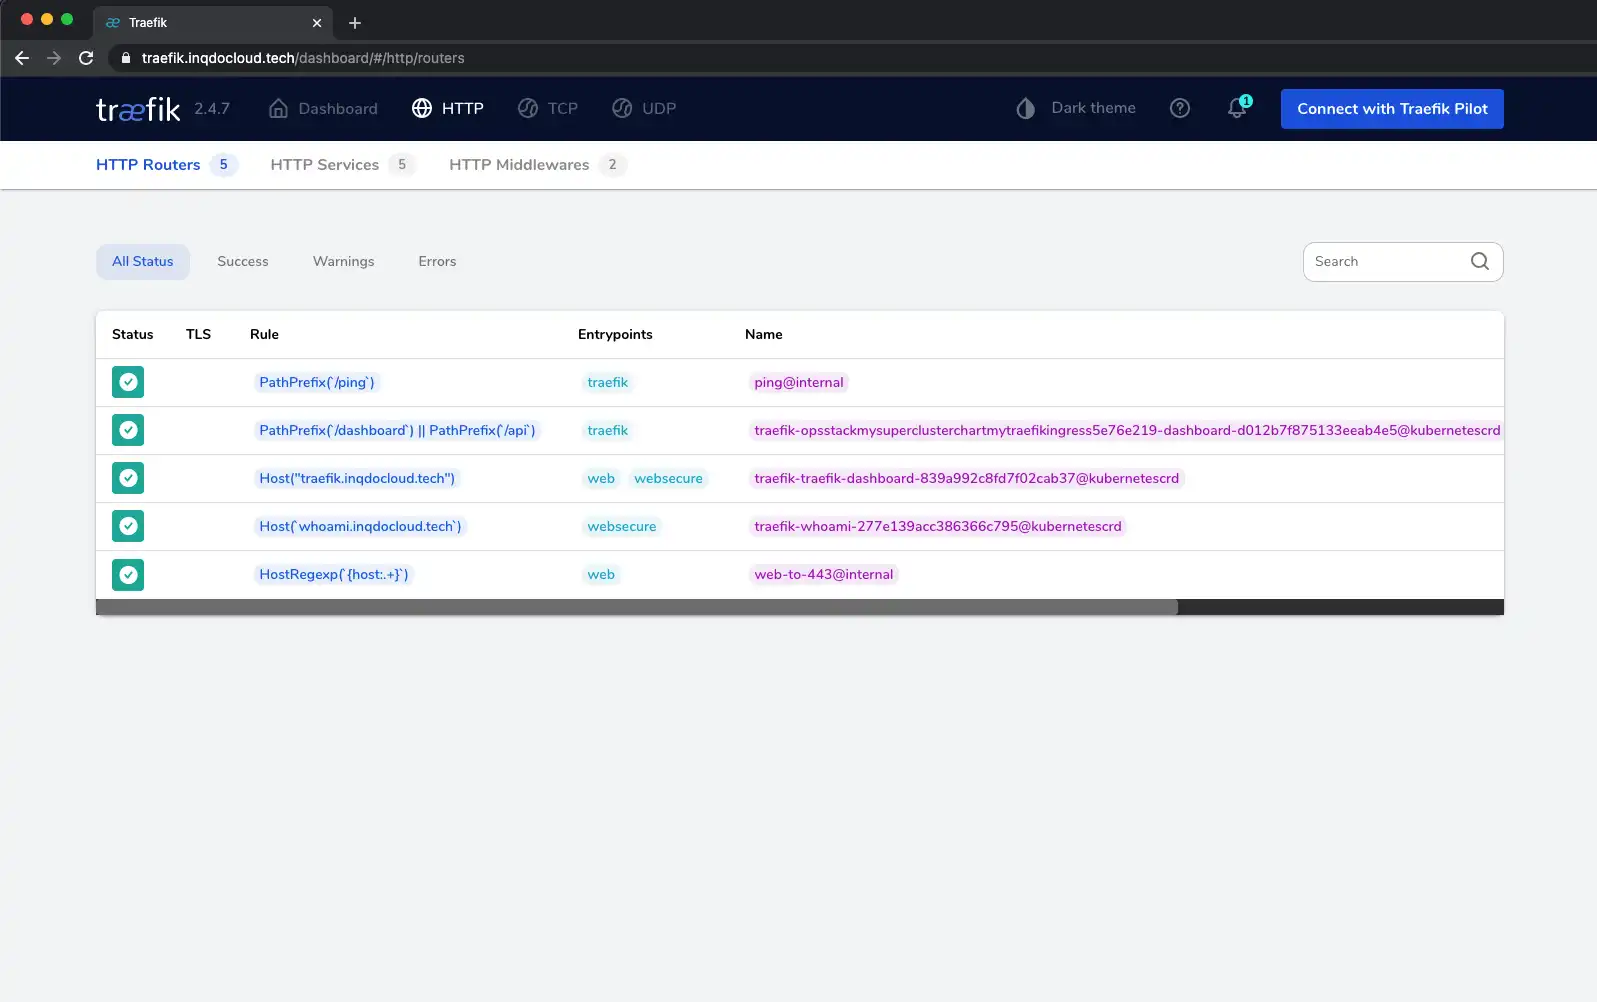 Traefik
traefik.inqdocloud.tech/dashboard/#/http/routers
træfik 2.4.7 Dashboard HTTP TCP UDP Dark theme 1 Connect with Traefik Pilot
HTTP Routers 5 HTTP Services 5 HTTP Middlewares 2
All Status Success Warnings Errors Search
Status TLS Rule Entrypoints Name
PathPrefix(`/ping`) traefik ping@internal
PathPrefix(`/dashboard`) || PathPrefix(`/api`) traefik traefik-opsstackmysuperclusterchartmytraefikingress5e76e219-dashboard-d012b7f875133eeab4e5@kubernetescrd
Host("traefik.inqdocloud.tech") web websecure traefik-traefik-dashboard-839a992c8fd7f02cab37@kubernetescrd
Host(`whoami.inqdocloud.tech`) websecure traefik-whoami-277e139acc386366c795@kubernetescrd
HostRegexp(`{host:.+}`) web web-to-443@internal